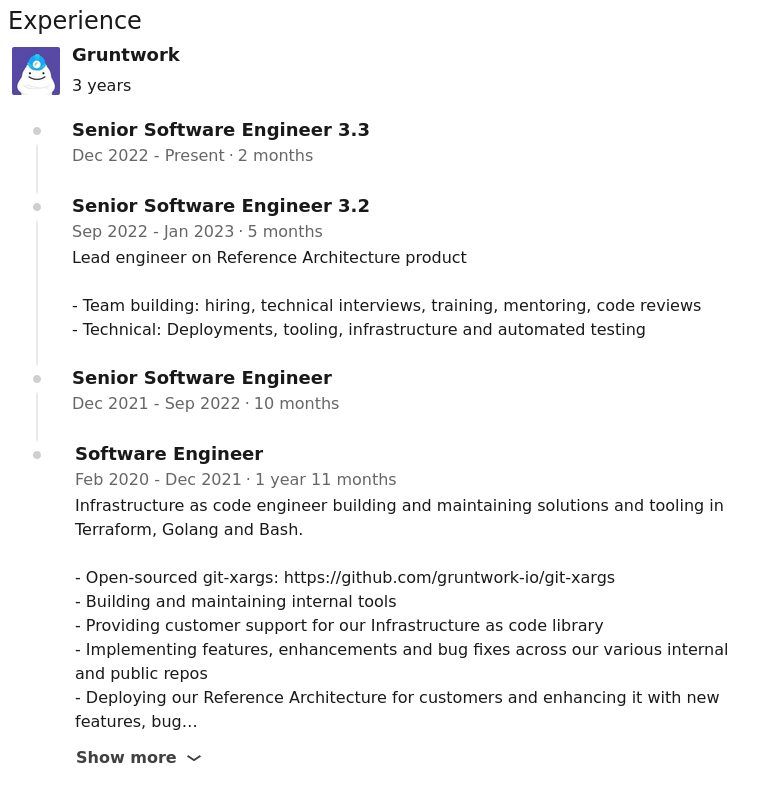 Experience
Gruntwork
3 years
Senior Software Engineer 3.3
Dec 2022 - Present · 2 months
Senior Software Engineer 3.2
Sep 2022 - Jan 2023 · 5 months
Lead engineer on Reference Architecture product
- Team building: hiring, technical interviews, training, mentoring, code reviews
- Technical: Deployments, tooling, infrastructure and automated testing
Senior Software Engineer
Dec 2021 - Sep 2022 · 10 months
Software Engineer
Feb 2020 - Dec 2021 · 1 year 11 months
Infrastructure as code engineer building and maintaining solutions and tooling in
Terraform, Golang and Bash.
- Open-sourced git-xargs: https://github.com/gruntwork-io/git-xargs
- Building and maintaining internal tools
- Providing customer support for our Infrastructure as code library
- Implementing features, enhancements and bug fixes across our various internal
and public repos
- Deploying our Reference Architecture for customers and enhancing it with new
features, bug…
Show more